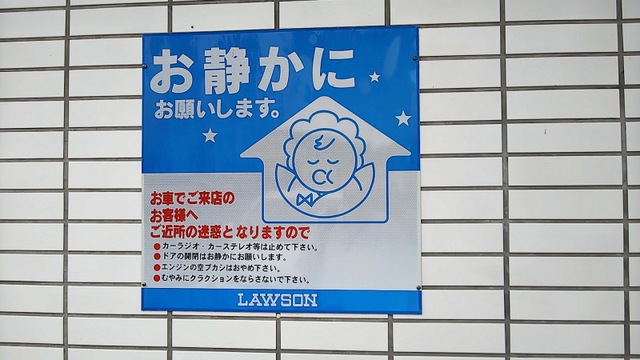 お静かに
お願いします。
お車でご来店の
お客様へ
ご近所の迷惑となりますので
●カーラジオ・カーステレオ等は止めて下さい。
●ドアの開閉はお静かにお願いします。
●エンジンの空ブカシはおやめ下さい。
●むやみにクラクションをならさないで下さい。
LAWSON